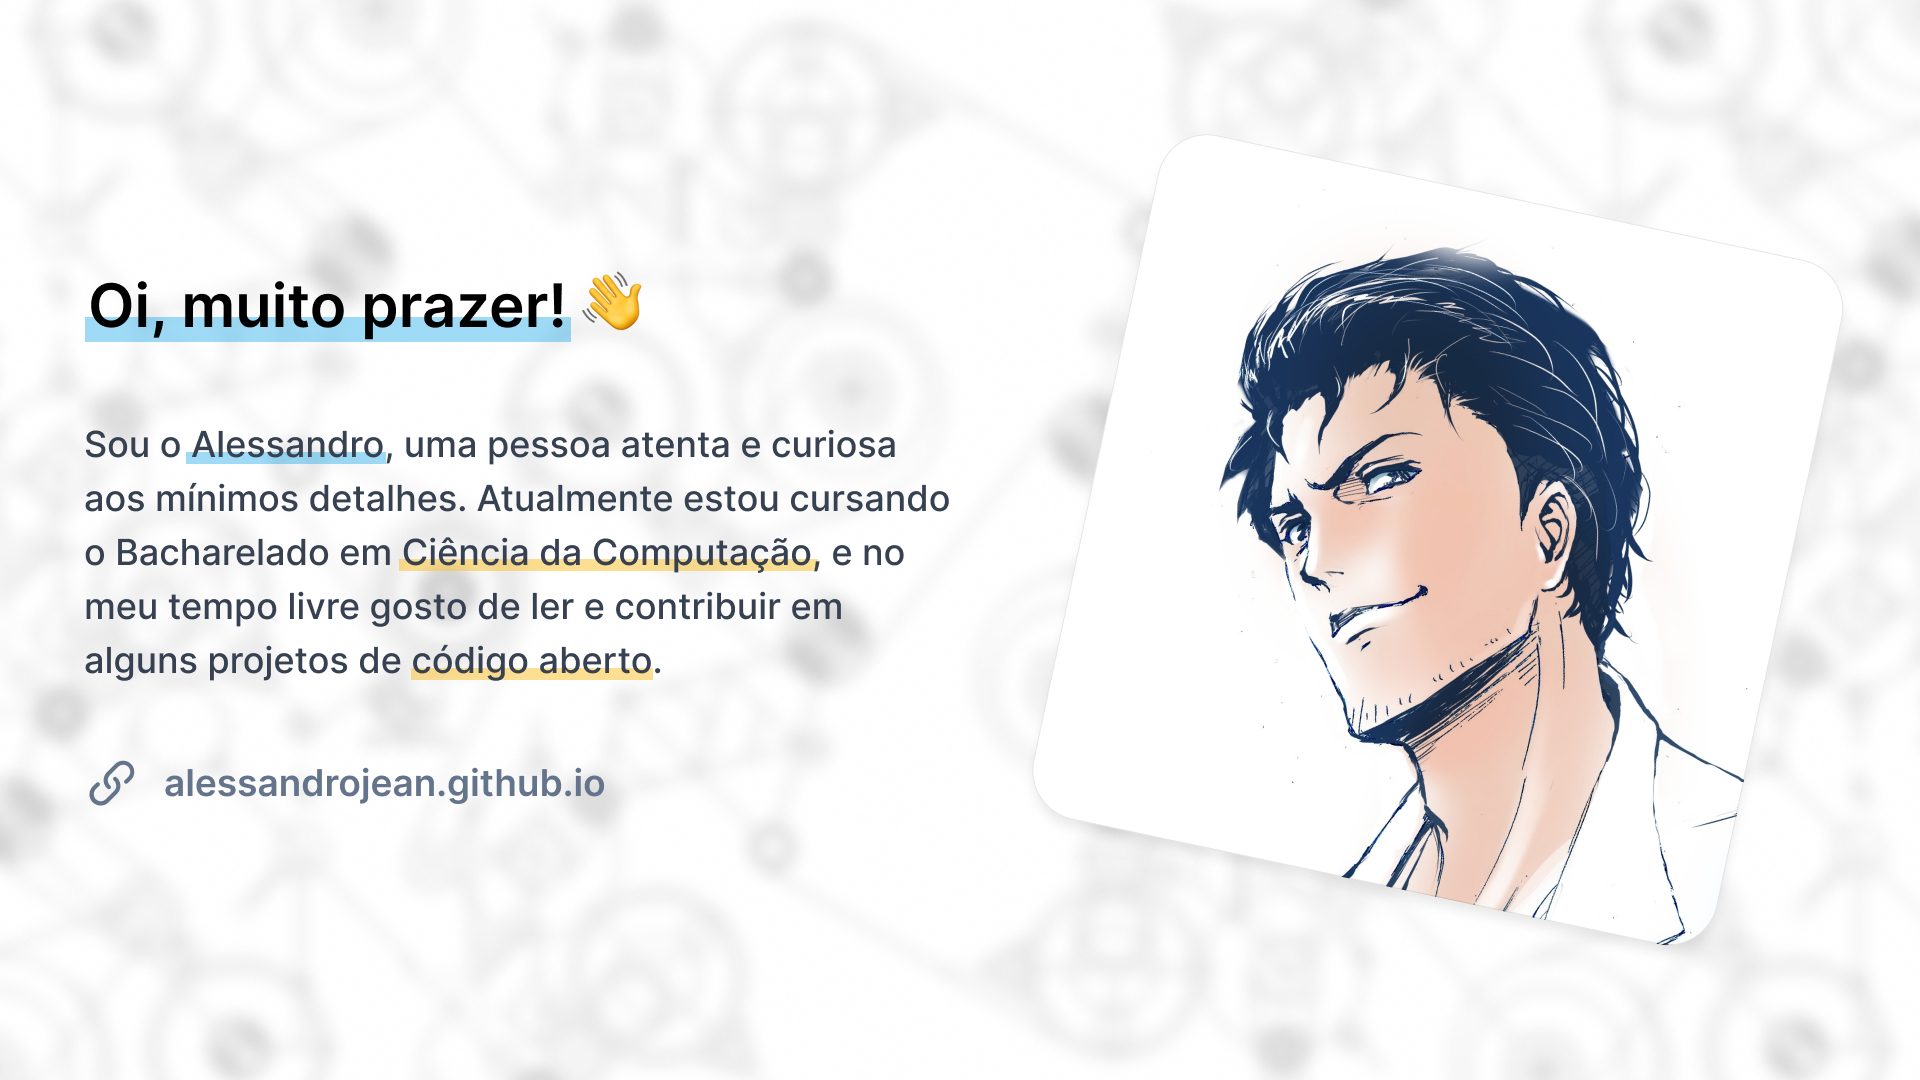 Oi, muito prazer! 👋
Sou o Alessandro, uma pessoa atenta e curiosa
aos mínimos detalhes. Atualmente estou cursando
o Bacharelado em Ciência da Computação, e no
meu tempo livre gosto de ler e contribuir em
alguns projetos de código aberto.
alessandrojean.github.io